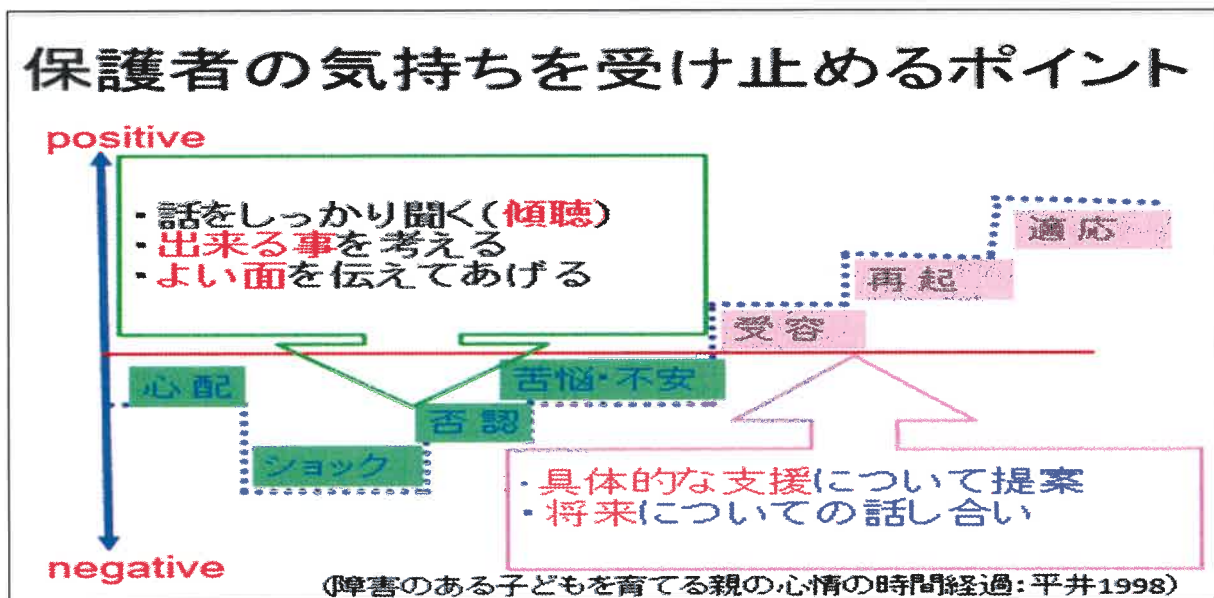 保護者の気持ちを受け止めるポイント
positive
・話をしっかり聞く(傾聴)
・出来る事を考える
・よい面を伝えてあげる
適応
再起
受容
心配
苦悩・不安
否認
ショック
・具体的な支援について提案
・将来についての話し合い
negative
(障害のある子どもを育てる親の心情の時間経過:平井1998)